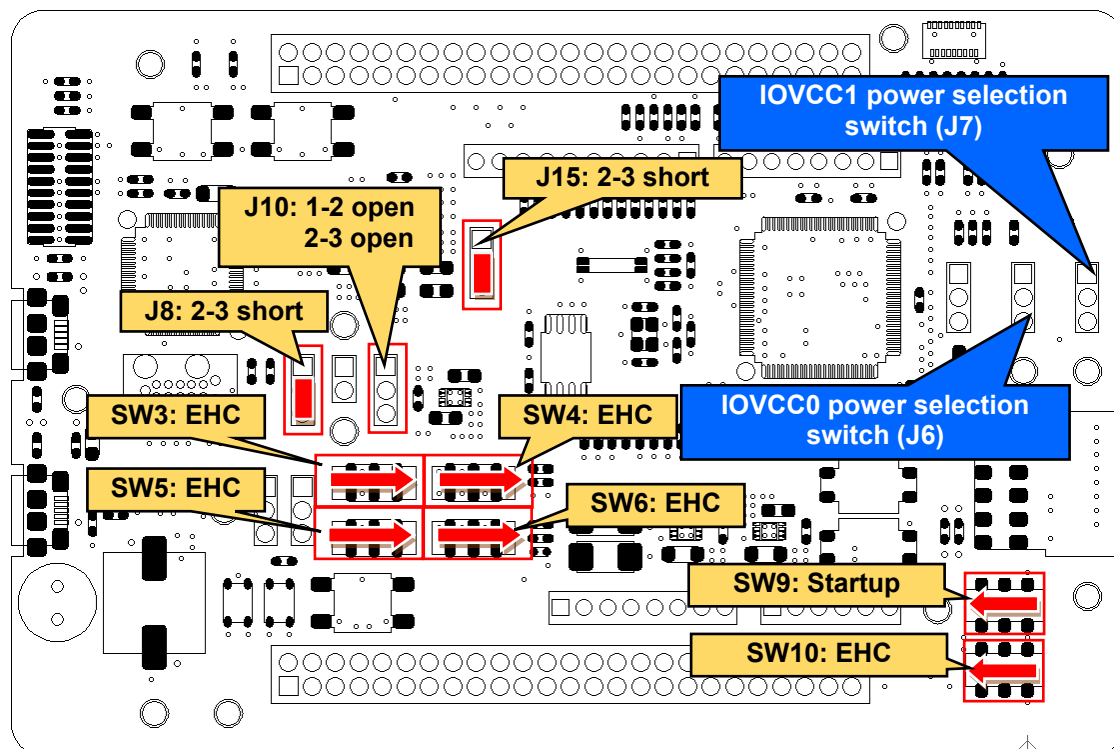 IOVCC1 power selection
switch (J7)
J15: 2-3 short
J10: 1-2 open
2-3 open
J8: 2-3 short
IOVCC0 power selection
switch (J6)
SW3: EHC
SW4: EHC
SW5: EHC
SW6: EHC
SW9: Startup
SW10: EHC